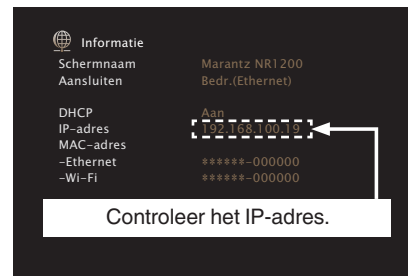 Informatie
Schermnaam Marantz NR1200
Aansluiten Bedr.(Ethernet)
DHCP Aan
IP-adres 192.168.100.19
MAC-adres
-Ethernet ******-000000
-Wi-Fi ******-000000
Controleer het IP-adres.